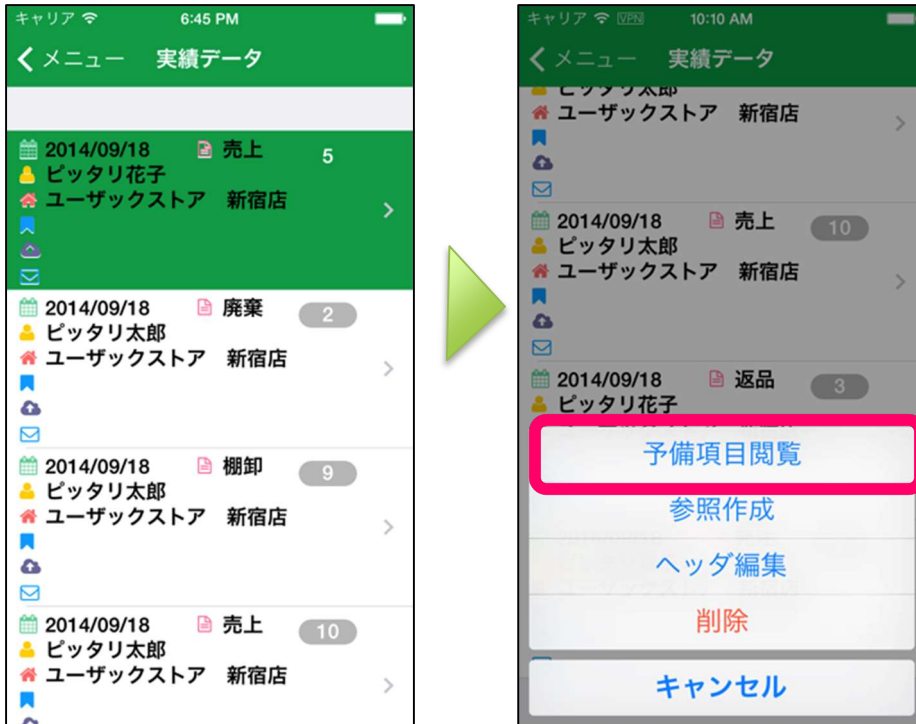 キャリア 6:45 PM
メニュー 実績データ
2014/09/18 売上 5
ピッタリ花子
ユーザックストア 新宿店
2014/09/18 廃棄 2
ピッタリ太郎
ユーザックストア 新宿店
2014/09/18 棚卸 9
ピッタリ太郎
ユーザックストア 新宿店
2014/09/18 売上 10
ピッタリ太郎
ユーザックストア 新宿店
キャリア VPN 10:10 AM
メニュー 実績データ
ピッタリ太郎
ユーザックストア 新宿店
2014/09/18 売上 10
ピッタリ太郎
ユーザックストア 新宿店
2014/09/18 返品 3
ピッタリ花子
予備項目閲覧
参照作成
ヘッダ編集
削除
キャンセル